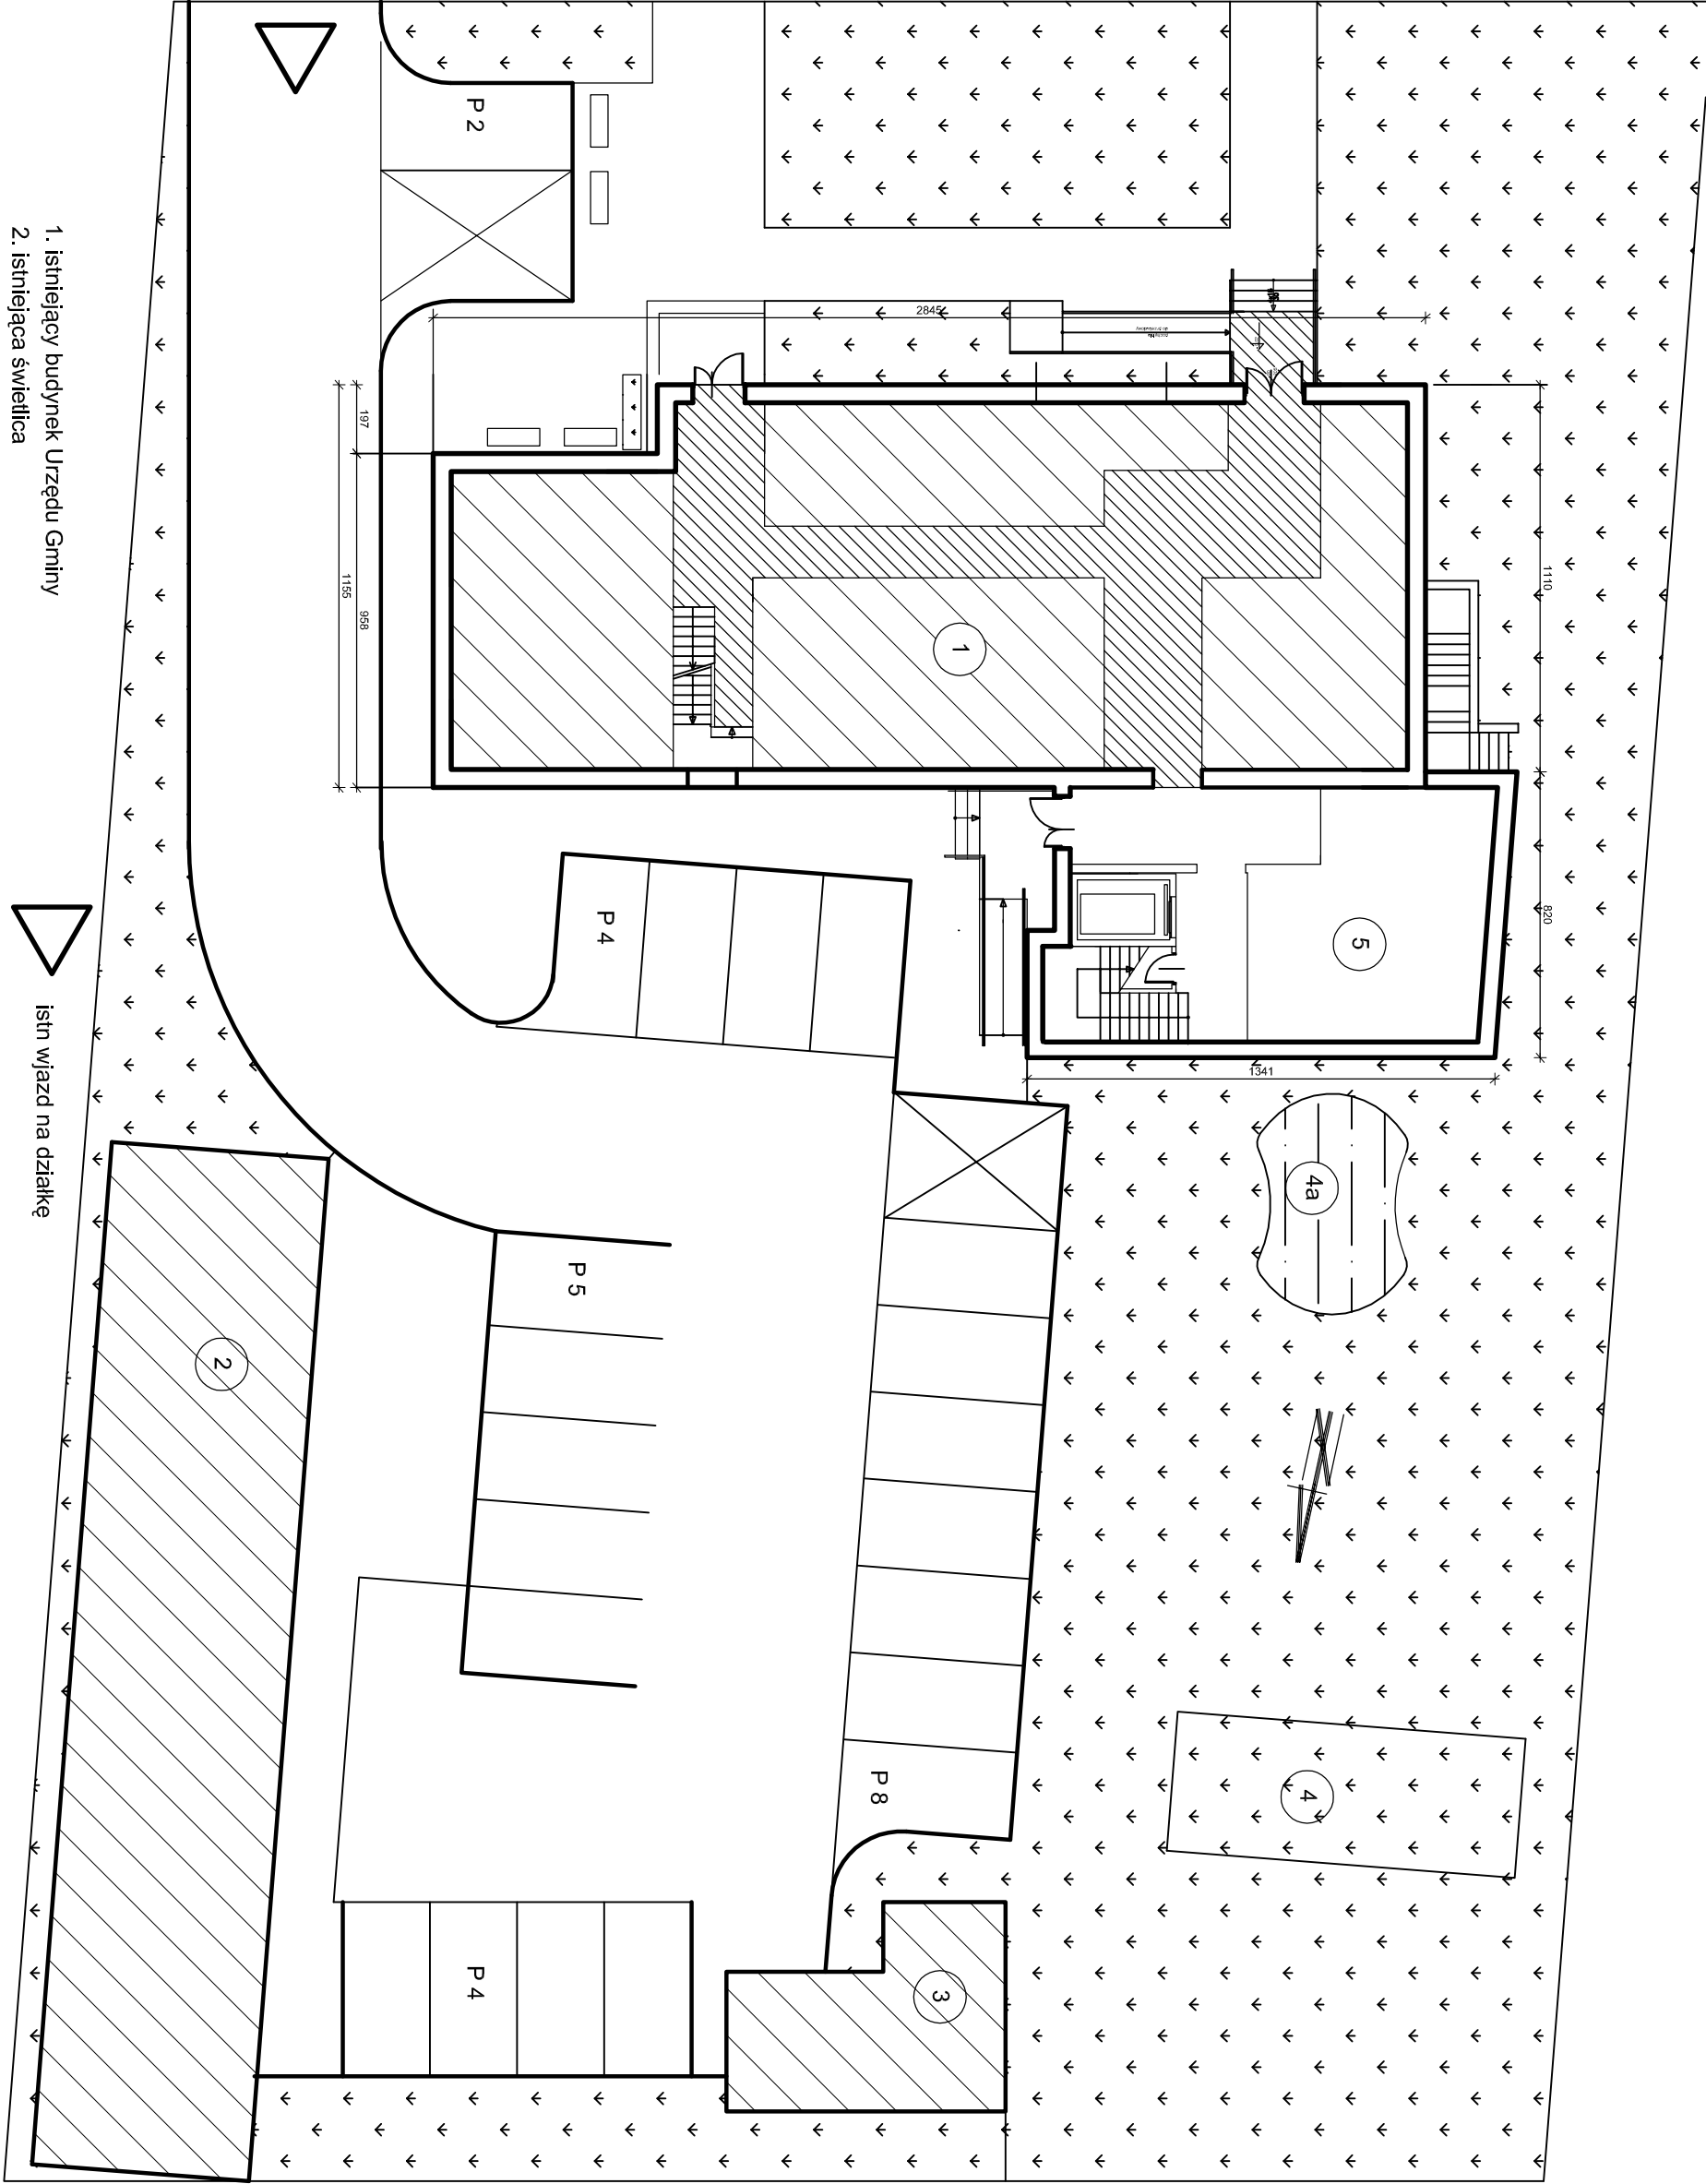 1. istniejący budynek Urzędu Gminy
2. istniejąca świetlica
istn wjazd na działkę
P 2
2845
197
958
1155
1110
820
1341
1
5
P 4
4a
P 5
2
P 8
4
P 4
3